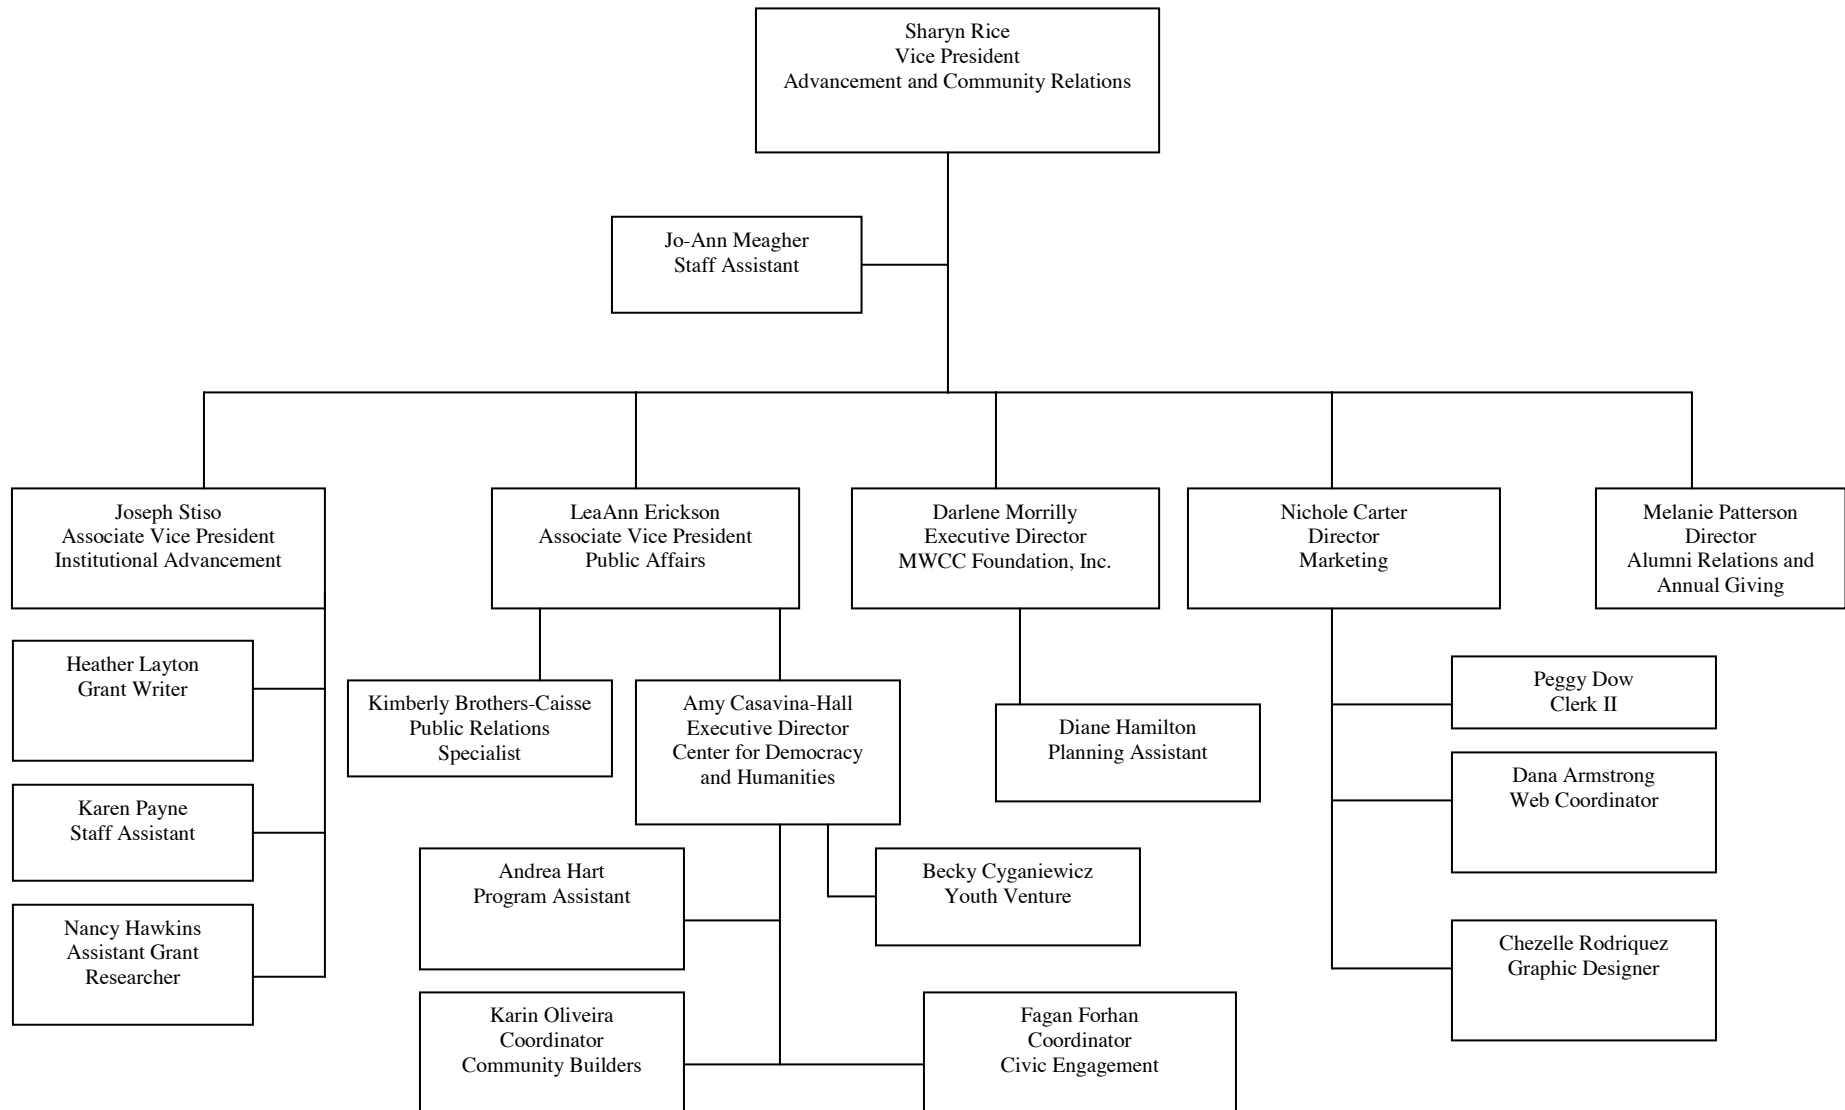 Sharyn Rice
Vice President
Advancement and Community Relations
Jo-Ann Meagher
Staff Assistant
Joseph Stiso
Associate Vice President
Institutional Advancement
LeaAnn Erickson
Associate Vice President
Public Affairs
Darlene Morrilly
Executive Director
MWCC Foundation, Inc.
Nichole Carter
Director
Marketing
Melanie Patterson
Director
Alumni Relations and
Annual Giving
Heather Layton
Grant Writer
Karen Payne
Staff Assistant
Nancy Hawkins
Assistant Grant
Researcher
Kimberly Brothers-Caisse
Public Relations
Specialist
Amy Casavina-Hall
Executive Director
Center for Democracy
and Humanities
Andrea Hart
Program Assistant
Becky Cyganiewicz
Youth Venture
Karin Oliveira
Coordinator
Community Builders
Fagan Forhan
Coordinator
Civic Engagement
Diane Hamilton
Planning Assistant
Peggy Dow
Clerk II
Dana Armstrong
Web Coordinator
Chezelle Rodriquez
Graphic Designer